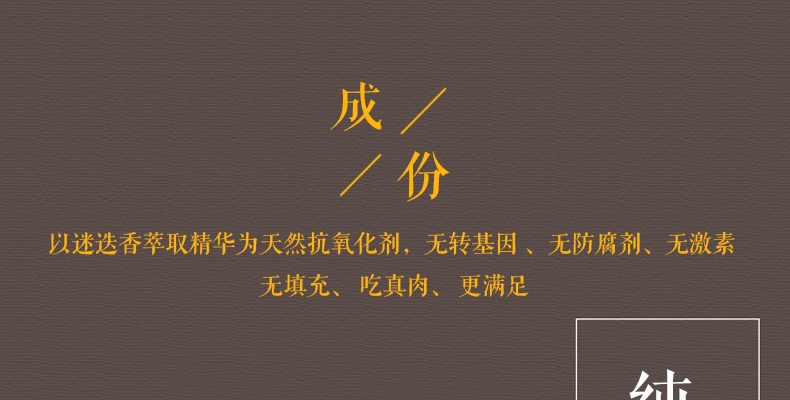 成
份
以迷迭香萃取精华为天然抗氧化剂，无转基因、无防腐剂、无激素
无填充、吃真肉、更满足